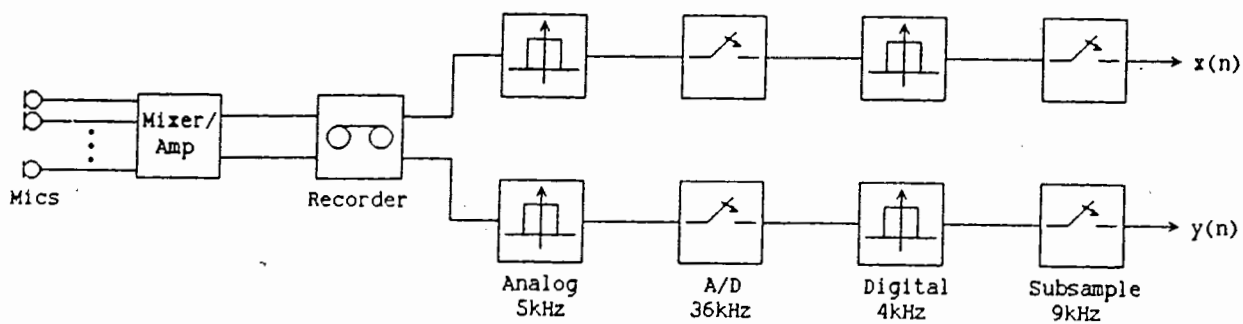 x(n)
Mixer/
Amp
Mics
Recorder
y(n)
Analog
5kHz
A/D
36kHz
Digital
4kHz
Subsample
9kHz